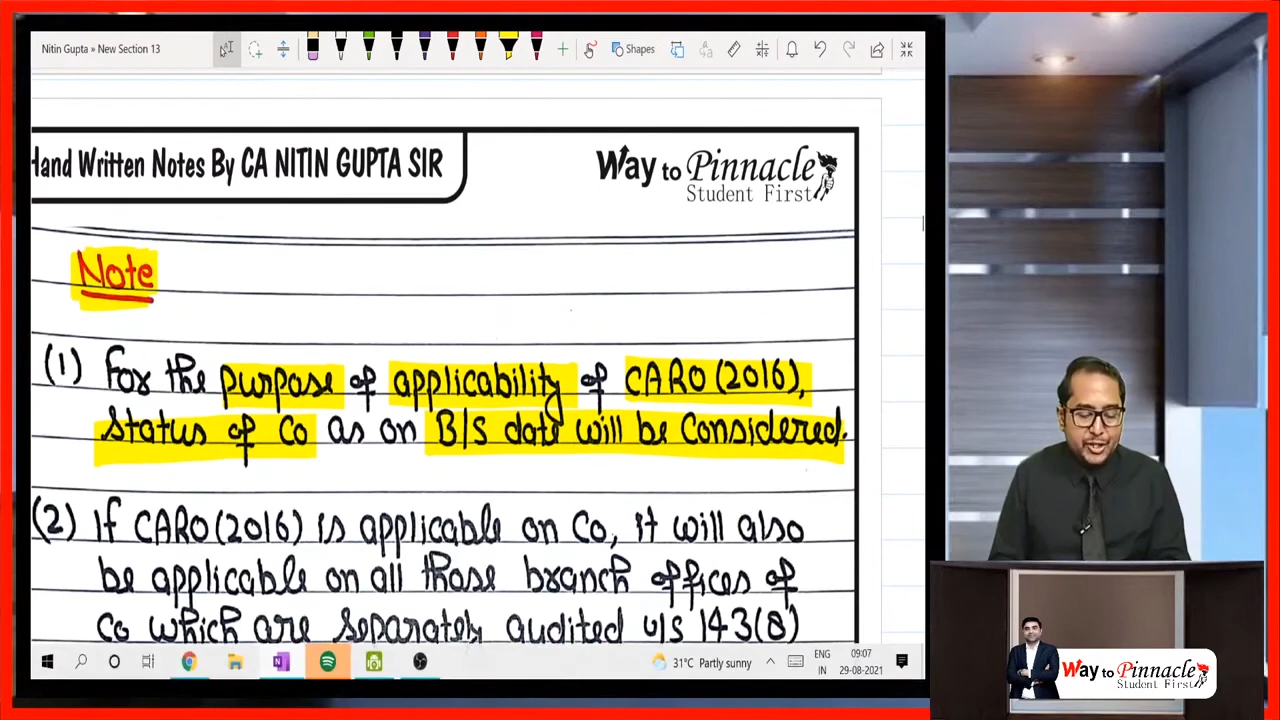 Nitin Gupta » New Section 13
Shapes
Hand Written Notes By CA NITIN GUPTA SIR
Way to Pinnacle
Student First
Note
(1) For the purpose of applicability of CARO (2016),
Status of Co as on B/S date will be Considered.
(2) If CARO (2016) is applicable on Co, it will also
be applicable on all those branch offices of
Co which are separately audited u/s 143(8)
31°C Partly sunny
ENG
IN
09:07
29-08-2021
Way to Pinnacle
Student First